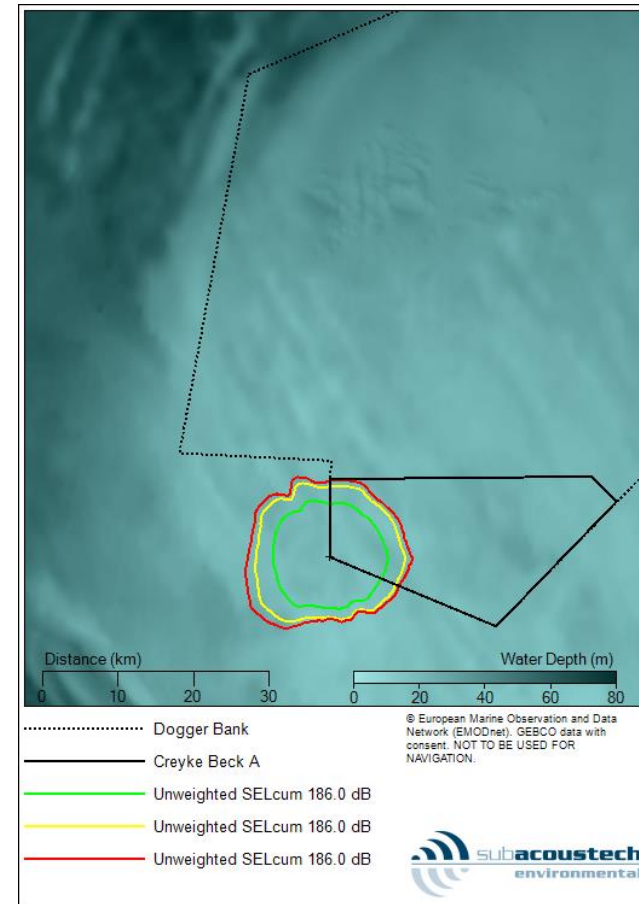 Distance (km)
0 10 20 30
Water Depth (m)
0 20 40 60 80
Dogger Bank
Creyke Beck A
Unweighted SELcum 186.0 dB
Unweighted SELcum 186.0 dB
Unweighted SELcum 186.0 dB
© European Marine Observation and Data
Network (EMODnet). GEBCO data with
consent. NOT TO BE USED FOR
NAVIGATION.
subacoustech
environmental